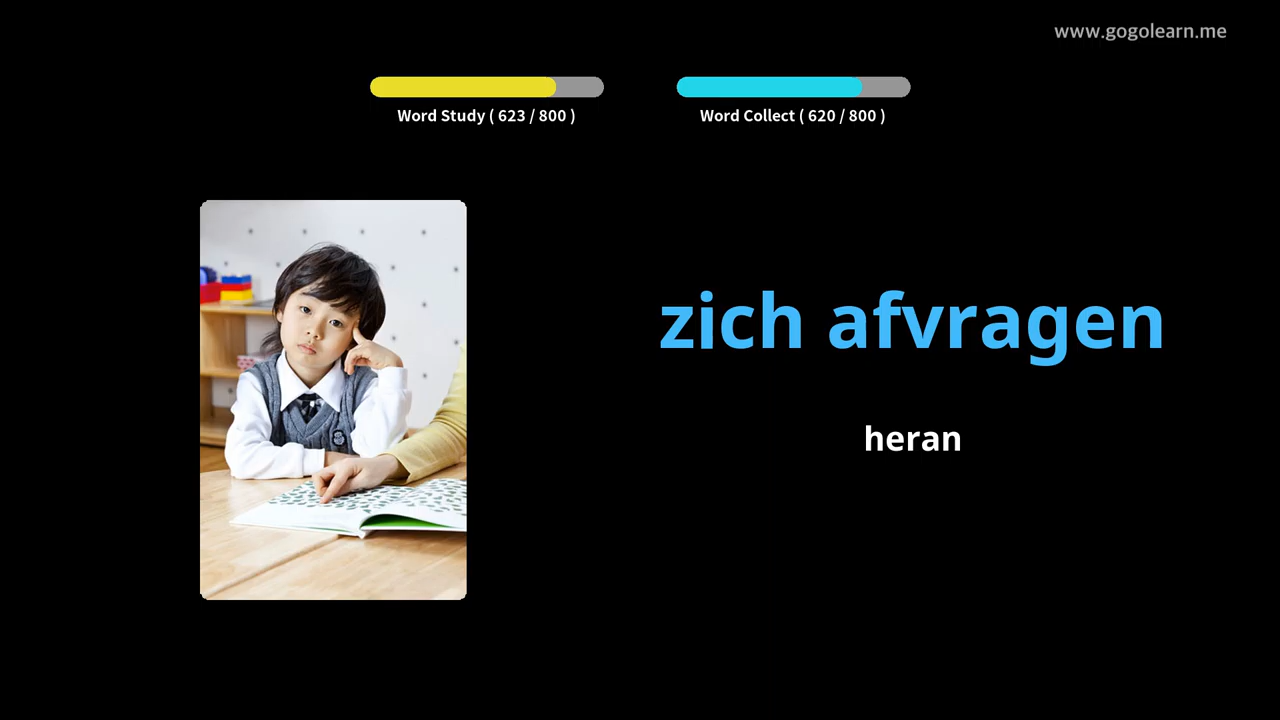 www.gogolearn.me
Word Study ( 623 / 800 )
Word Collect ( 620 / 800 )
zich afvragen
heran